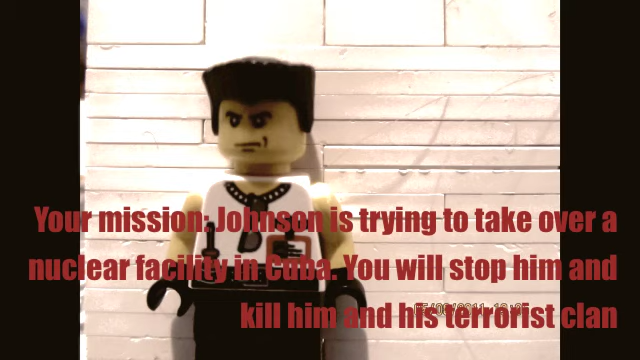 Your mission: Johnson is trying to take over a
nuclear facility in Cuba. You will stop him and
kill him and his terrorist clan